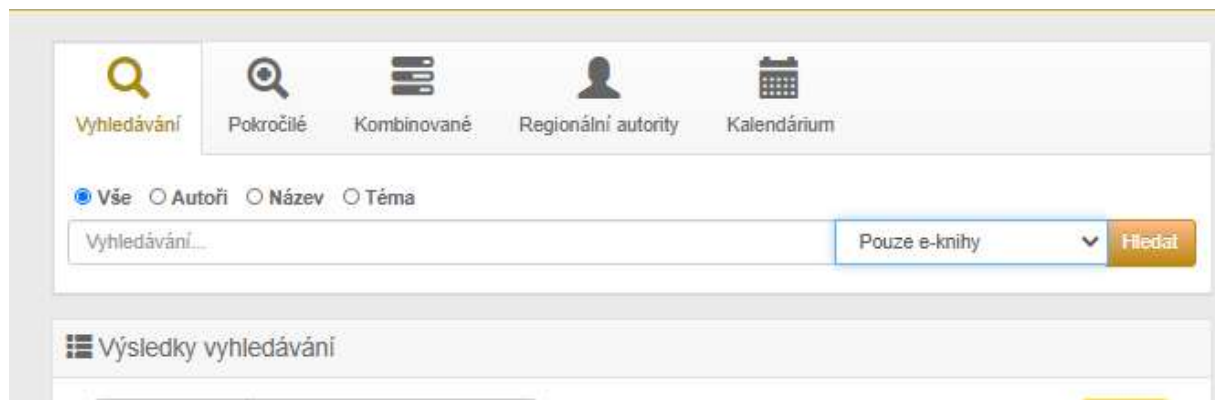 Vyhledávání Pokročilé Kombinované Regionální autority Kalendárium
Vše Autoři Název Téma
Vyhledávání... Pouze e-knihy Hledat
Výsledky vyhledávání